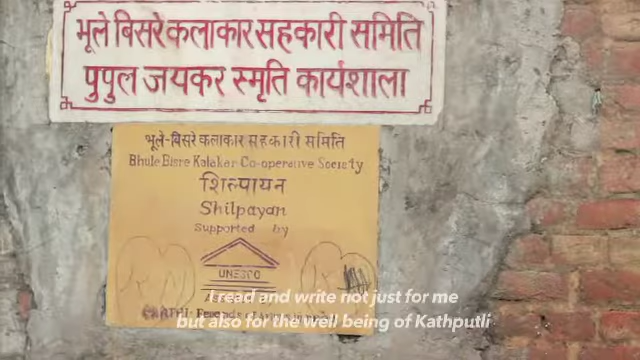 भूले बिसरे कलाकार सहकारी समिति
पुपुल जयकर स्मृति कार्यशाला
भूले-बिसरे कलाकार सहकारी समिति
Bhule Bisre Kalakar Co-operative Society
शिल्पायन
Shilpayan
Supported by
UNESCO
I read and write not just for me
but also for the well being of Kathputli